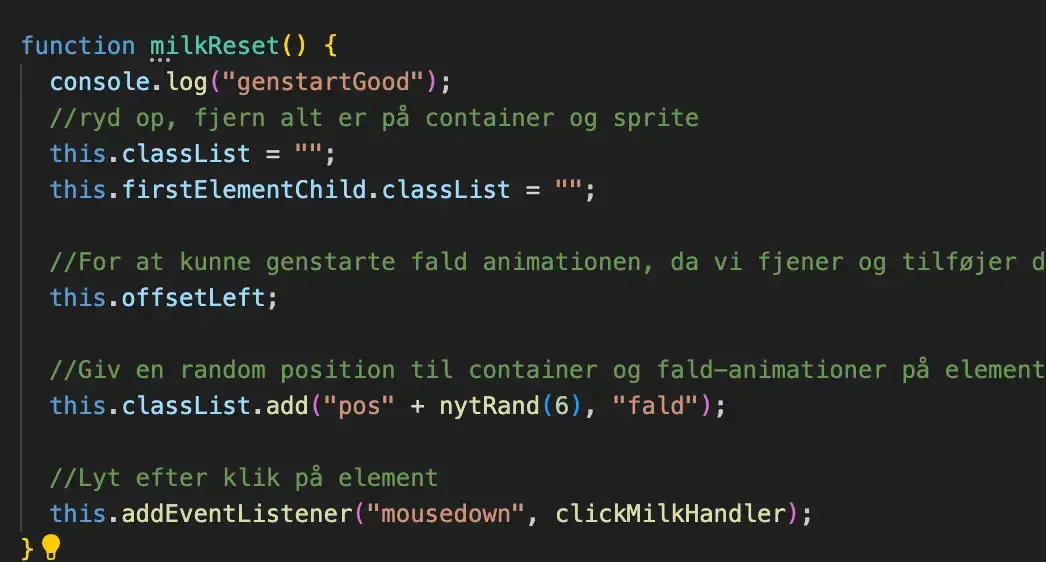 function milkReset() {
console.log("genstartGood");
//ryd op, fjern alt er på container og sprite
this.classList = "";
this.firstElementChild.classList = "";
//For at kunne genstarte fald animationen, da vi fjener og tilføjer d
this.offsetLeft;
//Giv en random position til container og fald-animationer på element
this.classList.add("pos" + nytRand(6), "fald");
//Lyt efter klik på element
this.addEventListener("mousedown", clickMilkHandler);
}